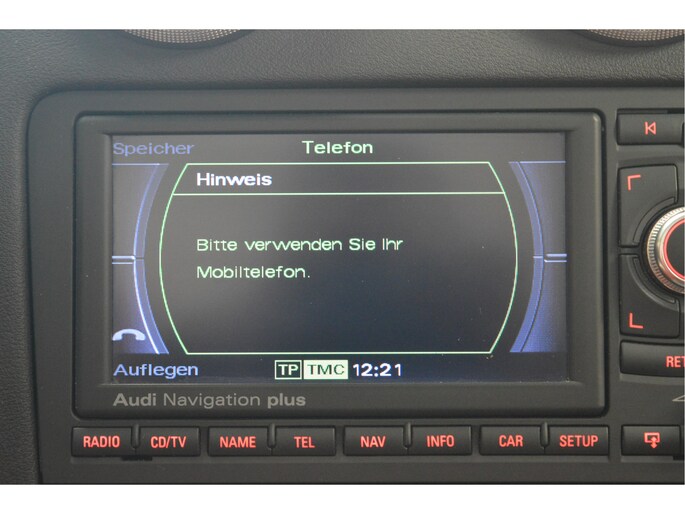 Speicher Telefon
Hinweis
Bitte verwenden Sie Ihr
Mobiltelefon.
Auflegen TP TMC 12:21
Audi Navigation plus
RADIO CD/TV NAME TEL NAV INFO CAR SETUP
RET